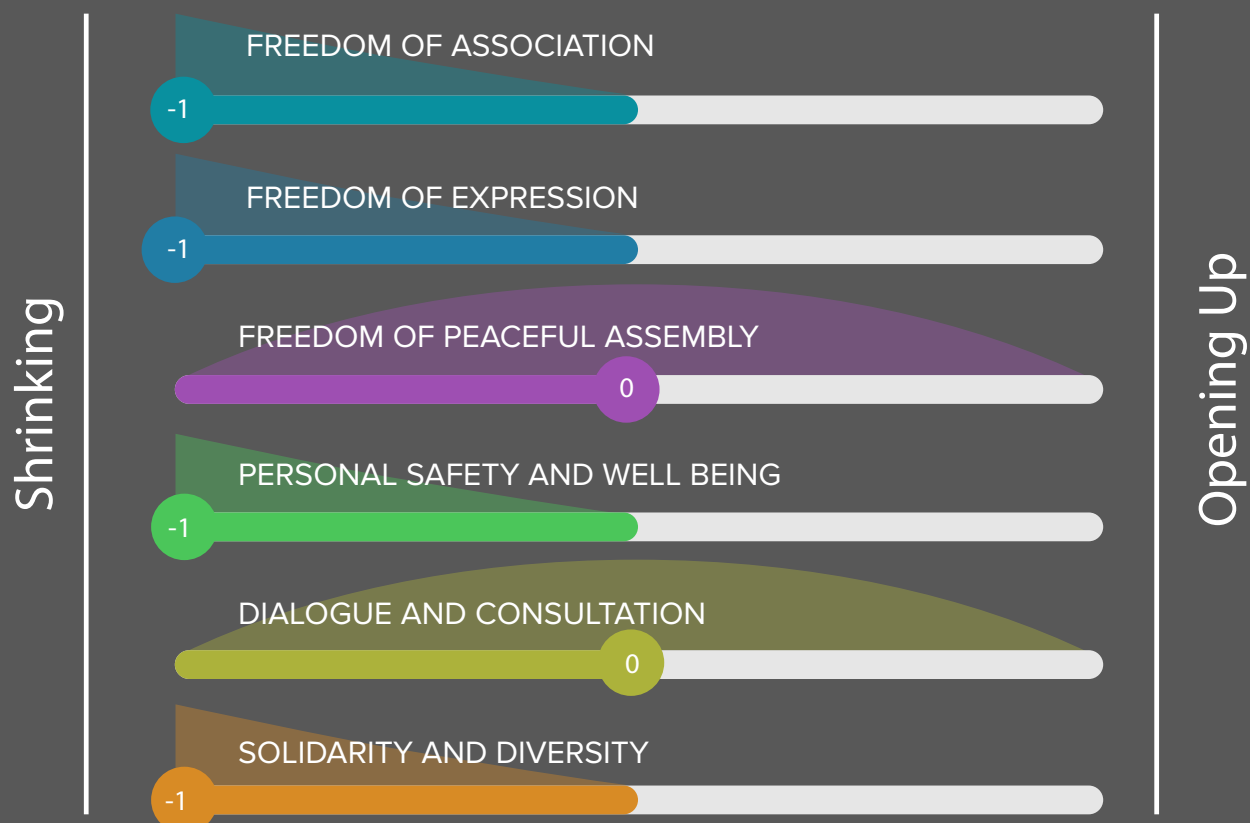 FREEDOM OF ASSOCIATION
-1
FREEDOM OF EXPRESSION
-1
FREEDOM OF PEACEFUL ASSEMBLY
0
PERSONAL SAFETY AND WELL BEING
-1
DIALOGUE AND CONSULTATION
0
SOLIDARITY AND DIVERSITY
-1
Shrinking
Opening Up